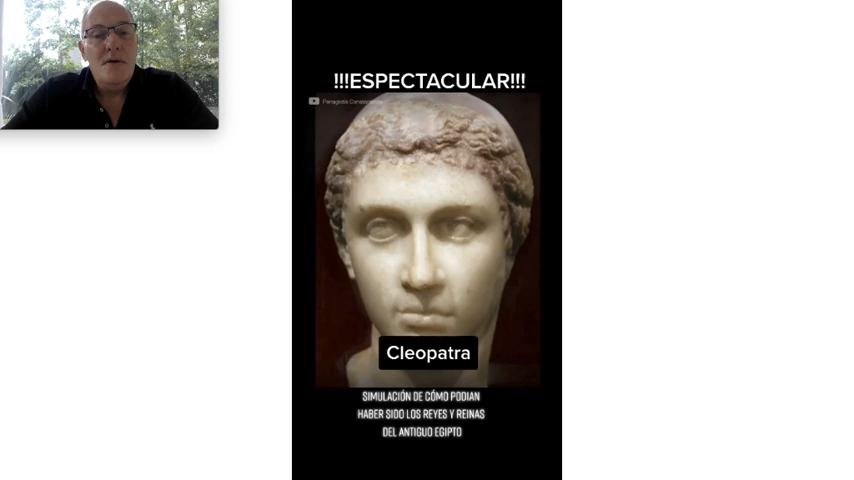 !!!ESPECTACULAR!!!
Cleopatra
SIMULACIÓN DE CÓMO PODIAN
HABER SIDO LOS REYES Y REINAS
DEL ANTIGUO EGIPTO